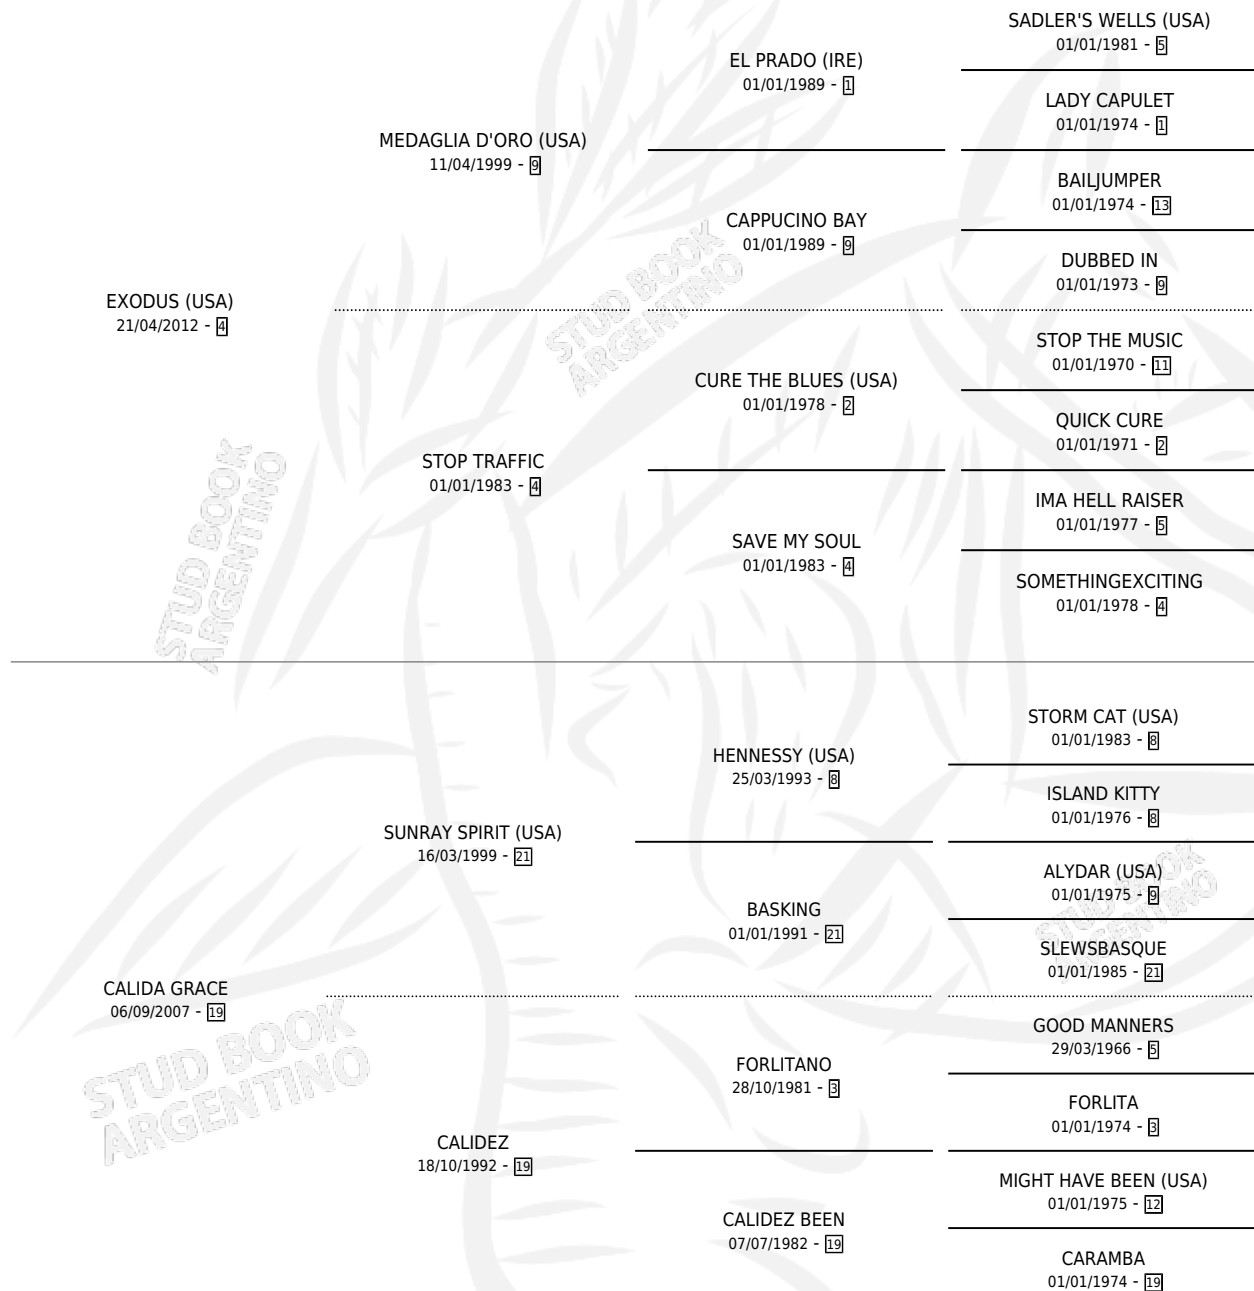 SADLER'S WELLS (USA)
01/01/1981 - 5
EL PRADO (IRE)
01/01/1989 - 1
LADY CAPULET
01/01/1974 - 1
MEDAGLIA D'ORO (USA)
11/04/1999 - 9
BAILJUMPER
01/01/1974 - 13
CAPPUCINO BAY
01/01/1989 - 9
DUBBED IN
01/01/1973 - 9
EXODUS (USA)
21/04/2012 - 4
STOP THE MUSIC
01/01/1970 - 11
CURE THE BLUES (USA)
01/01/1978 - 2
QUICK CURE
01/01/1971 - 2
STOP TRAFFIC
01/01/1983 - 4
IMA HELL RAISER
01/01/1977 - 5
SAVE MY SOUL
01/01/1983 - 4
SOMETHINGEXCITING
01/01/1978 - 4
STORM CAT (USA)
01/01/1983 - 8
HENNESSY (USA)
25/03/1993 - 8
ISLAND KITTY
01/01/1976 - 8
SUNRAY SPIRIT (USA)
16/03/1999 - 21
ALYDAR (USA)
01/01/1975 - 9
BASKING
01/01/1991 - 21
SLEWSBASQUE
01/01/1985 - 21
CALIDA GRACE
06/09/2007 - 19
GOOD MANNERS
29/03/1966 - 5
FORLITANO
28/10/1981 - 3
FORLITA
01/01/1974 - 3
CALIDEZ
18/10/1992 - 19
MIGHT HAVE BEEN (USA)
01/01/1975 - 12
CALIDEZ BEEN
07/07/1982 - 19
CARAMBA
01/01/1974 - 19
STUD BOOK
ARGENTINO
STUD BOOK
ARGENTINO
STUD BOOK
ARGENTINO
STUD BOOK
ARGENTINO